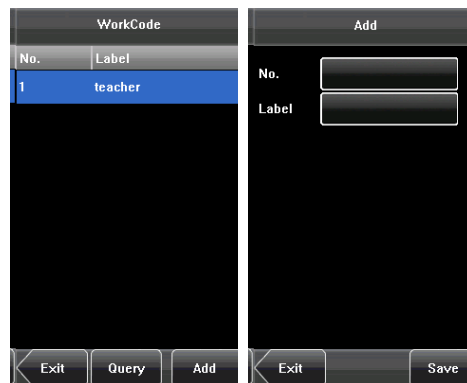 WorkCode
No. Label
1 teacher
Exit Query Add
Add
No.
Label
Exit Save